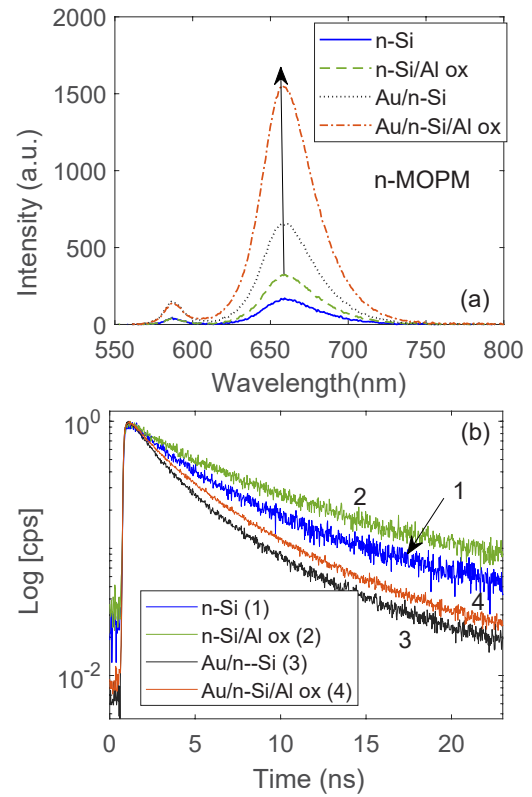 2000
1500
1000
500
0
Intensity (a.u.)
n-Si
n-Si/Al ox
Au/n-Si
Au/n-Si/Al ox
n-MOPM
(a)
550 600 650 700 750 800
Wavelength(nm)
10^0
10^-2
Log [cps]
(b)
2
1
4
3
n-Si (1)
n-Si/Al ox (2)
Au/n--Si (3)
Au/n-Si/Al ox (4)
0 5 10 15 20
Time (ns)